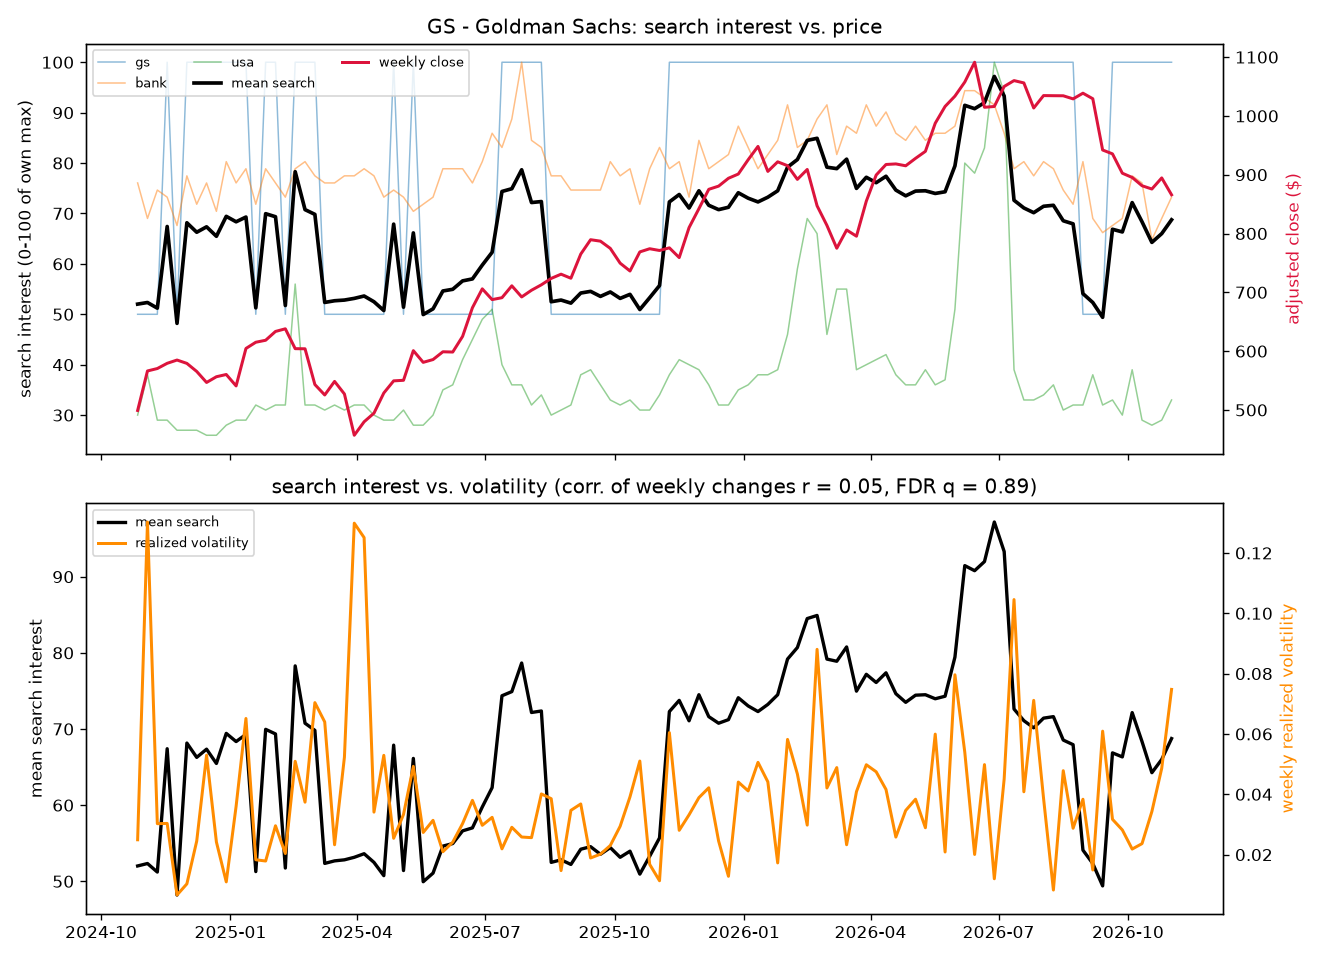 GS - Goldman Sachs: search interest vs. price
gs
bank
usa
mean search
weekly close
search interest (0-100 of own max)
100
90
80
70
60
50
40
30
adjusted close ($)
1100
1000
900
800
700
600
500
search interest vs. volatility (corr. of weekly changes r = 0.05, FDR q = 0.89)
mean search
realized volatility
mean search interest
90
80
70
60
50
weekly realized volatility
0.12
0.10
0.08
0.06
0.04
0.02
2024-10
2025-01
2025-04
2025-07
2025-10
2026-01
2026-04
2026-07
2026-10